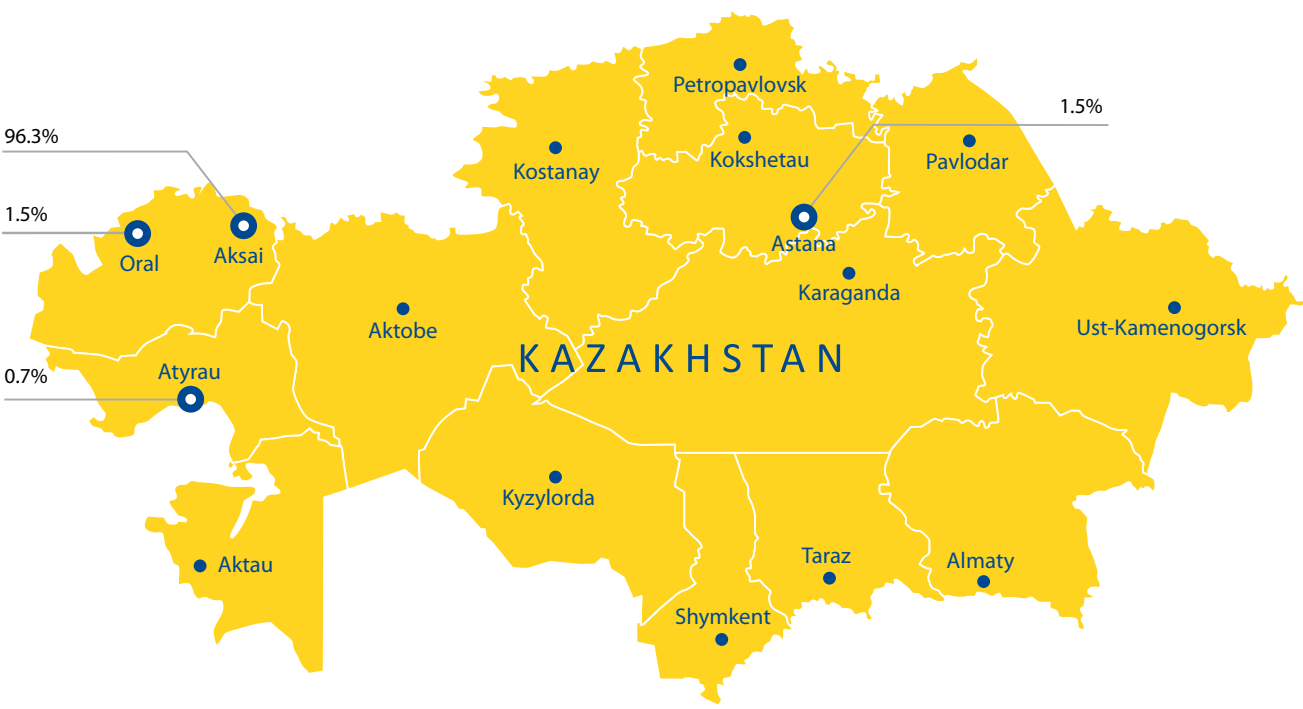 Petropavlovsk
1.5%
96.3%
Kokshetau
Pavlodar
Kostanay
1.5%
Astana
Oral
Aksai
Karaganda
Ust-Kamenogorsk
Aktobe
KAZAKHSTAN
Atyrau
0.7%
Kyzylorda
Taraz
Almaty
Aktau
Shymkent